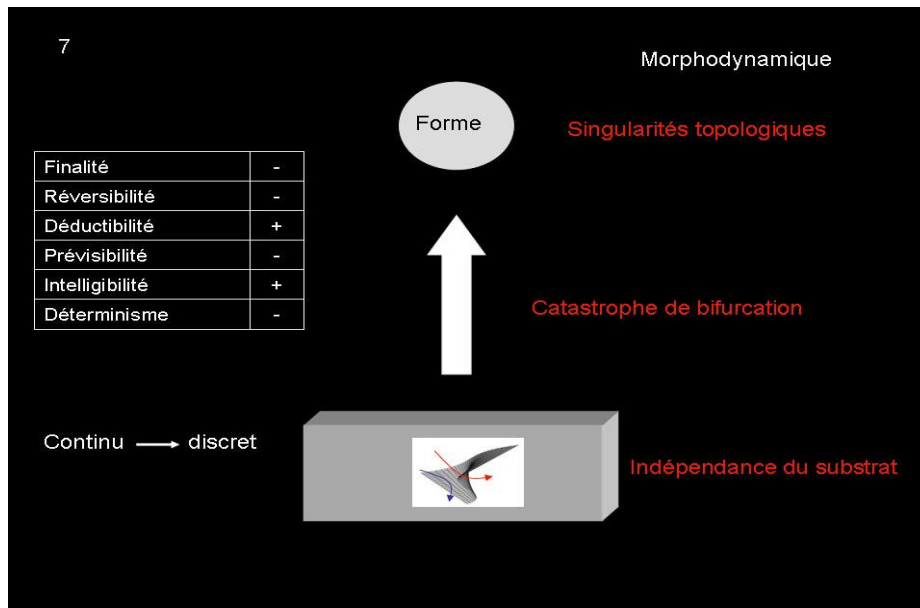 7
Morphodynamique
Forme
Singularités topologiques
Finalité -
Réversibilité -
Déductibilité +
Prévisibilité -
Intelligibilité +
Déterminisme -
Catastrophe de bifurcation
Continu → discret
Indépendance du substrat